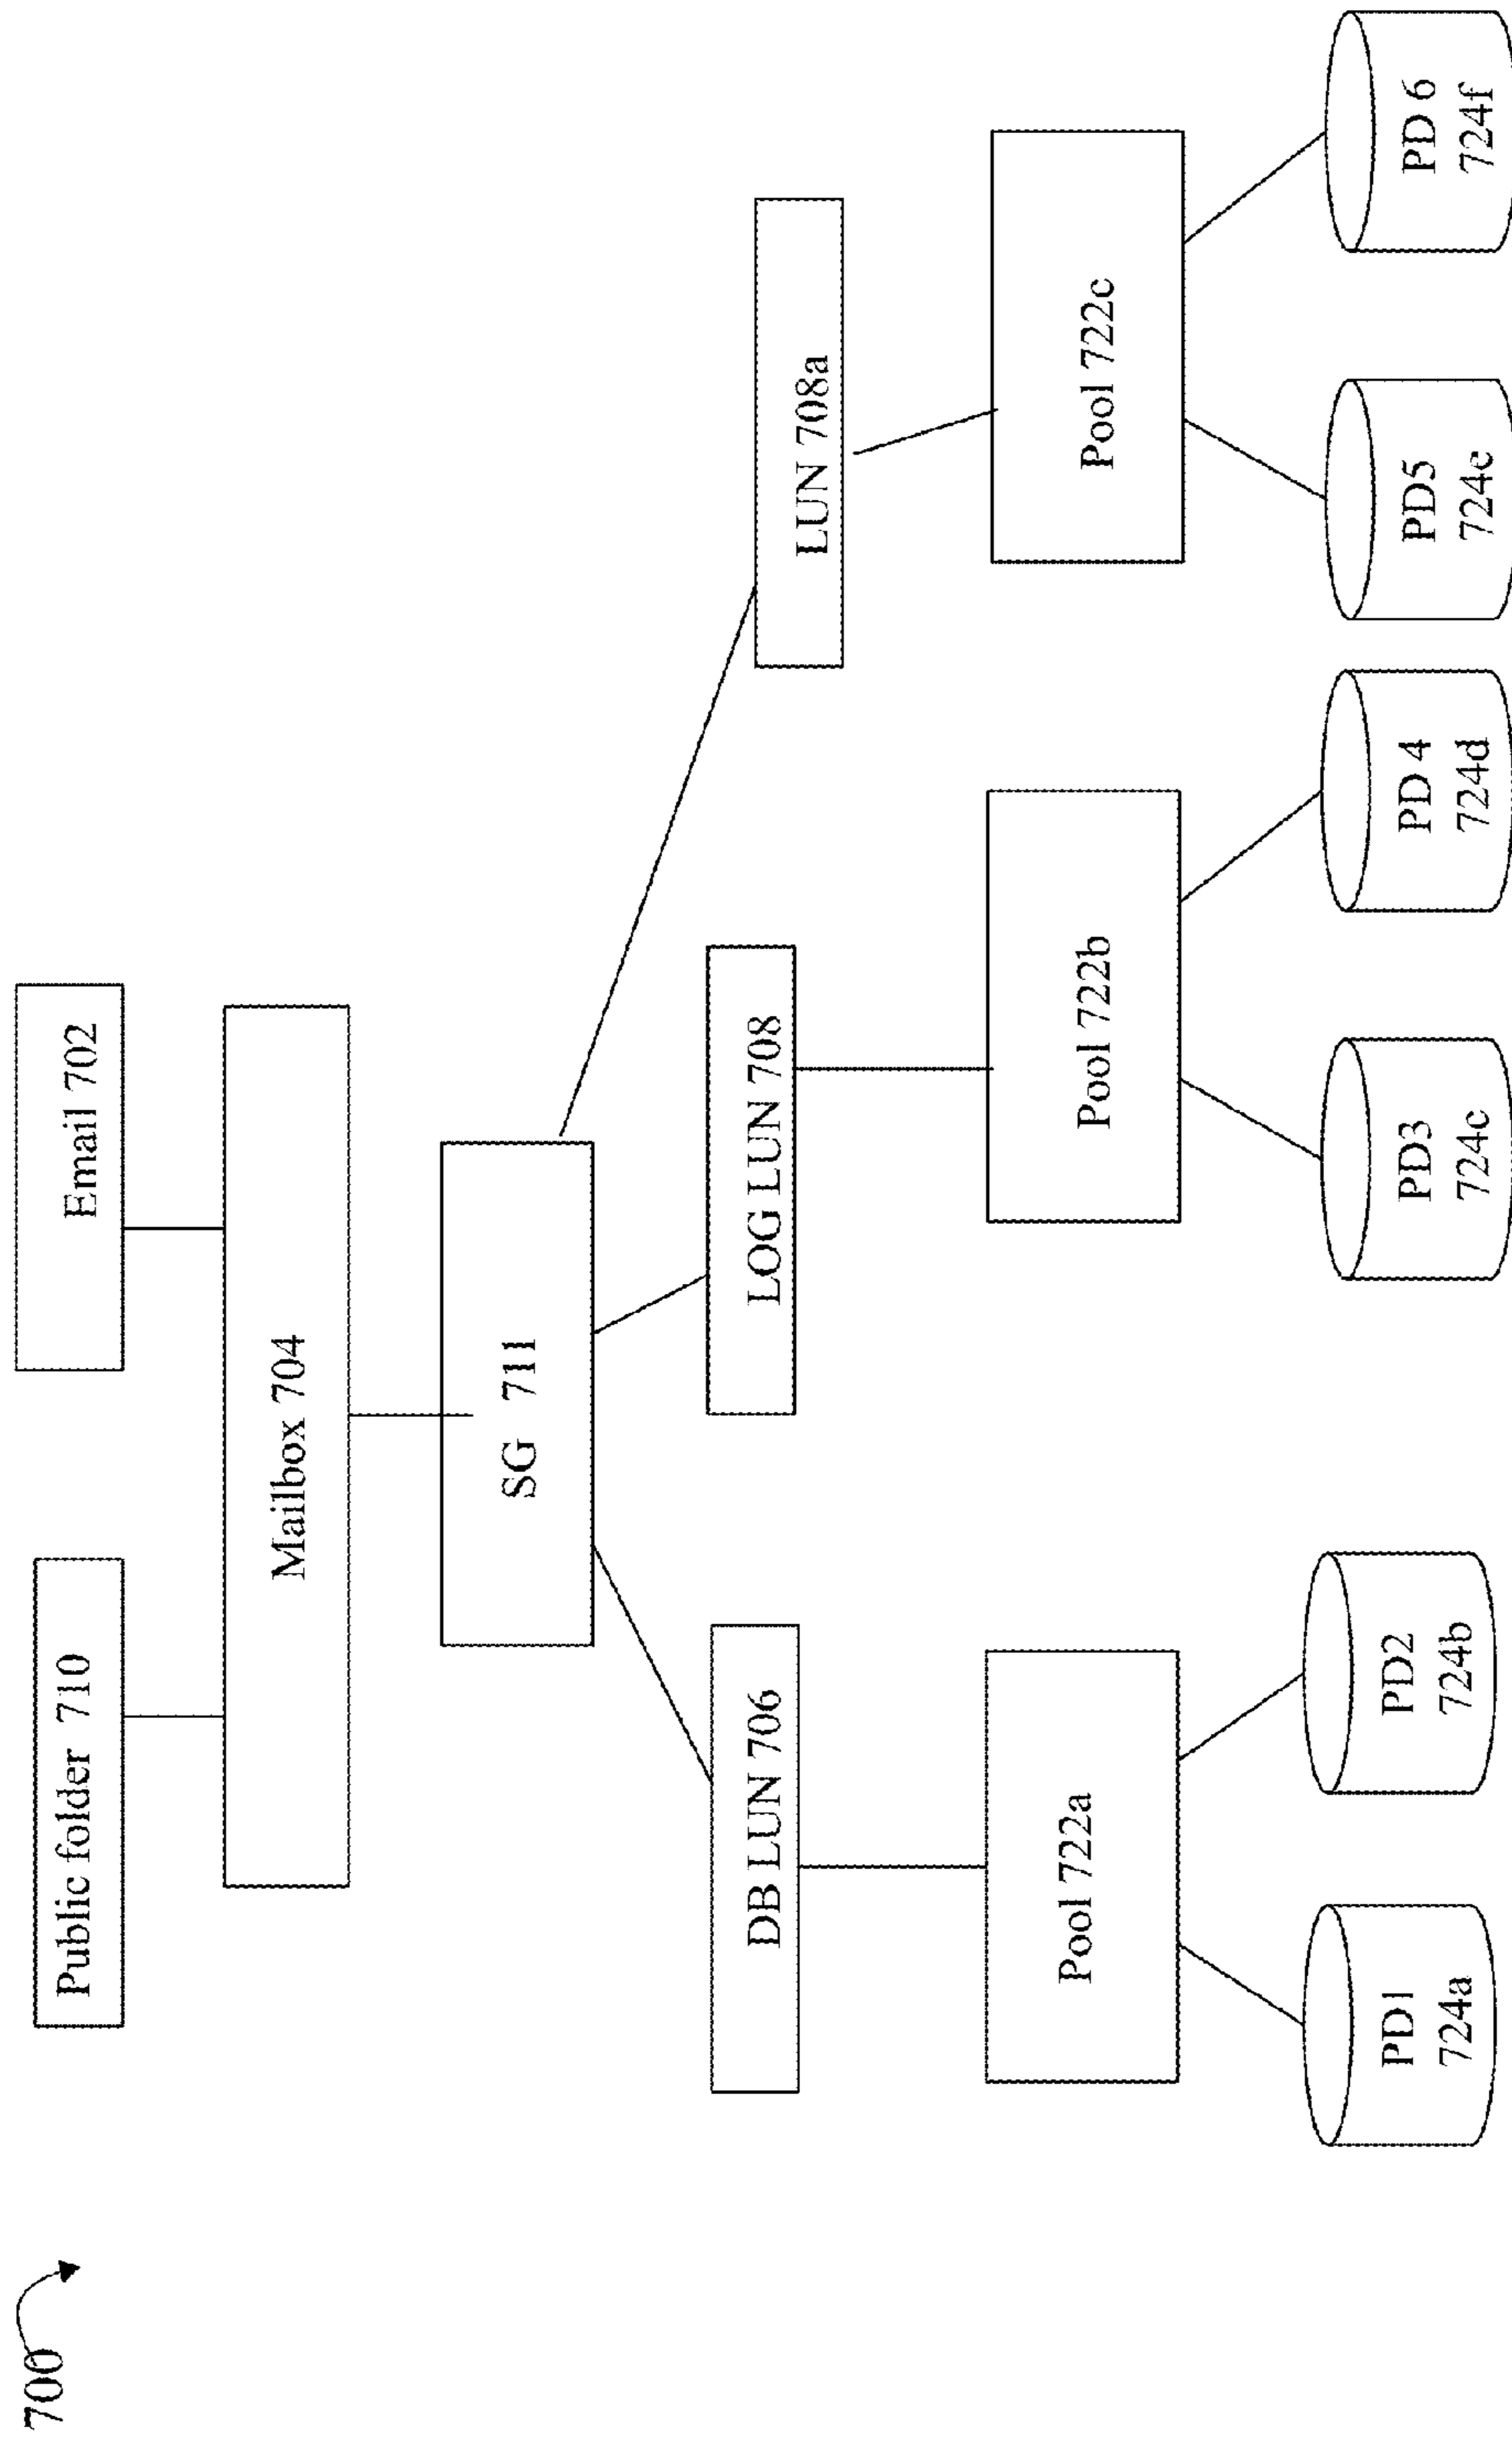 700
Public folder 710
Email 702
Mailbox 704
SG 711
DB LUN 706
LOG LUN 708
LUN 708a
Pool 722a
Pool 722b
Pool 722c
PD1
724a
PD2
724b
PD3
724c
PD 4
724d
PD5
724e
PD 6
724f